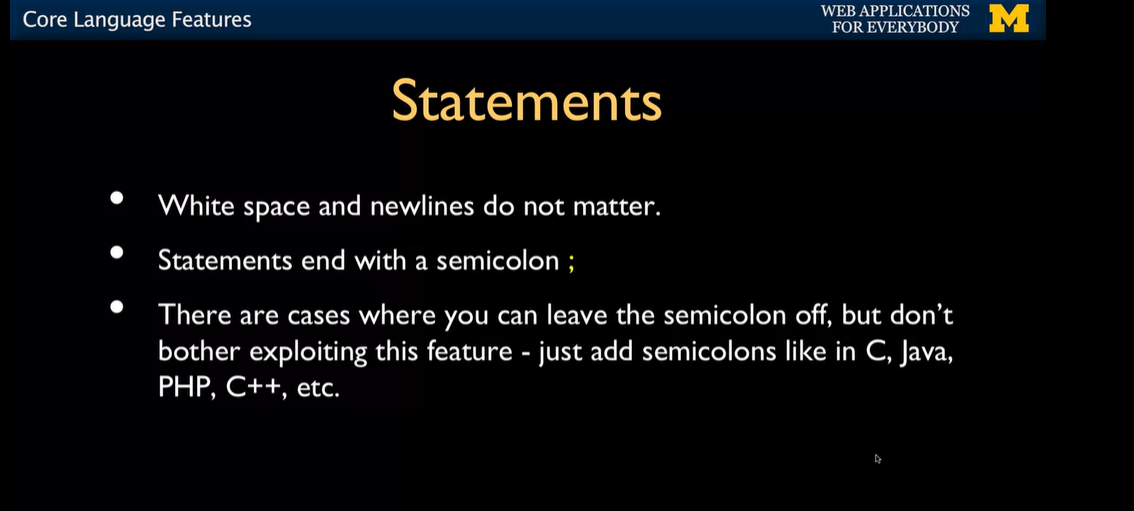 Core Language Features
WEB APPLICATIONS
FOR EVERYBODY
M
Statements
• White space and newlines do not matter.
• Statements end with a semicolon ;
• There are cases where you can leave the semicolon off, but don’t
bother exploiting this feature - just add semicolons like in C, Java,
PHP, C++, etc.